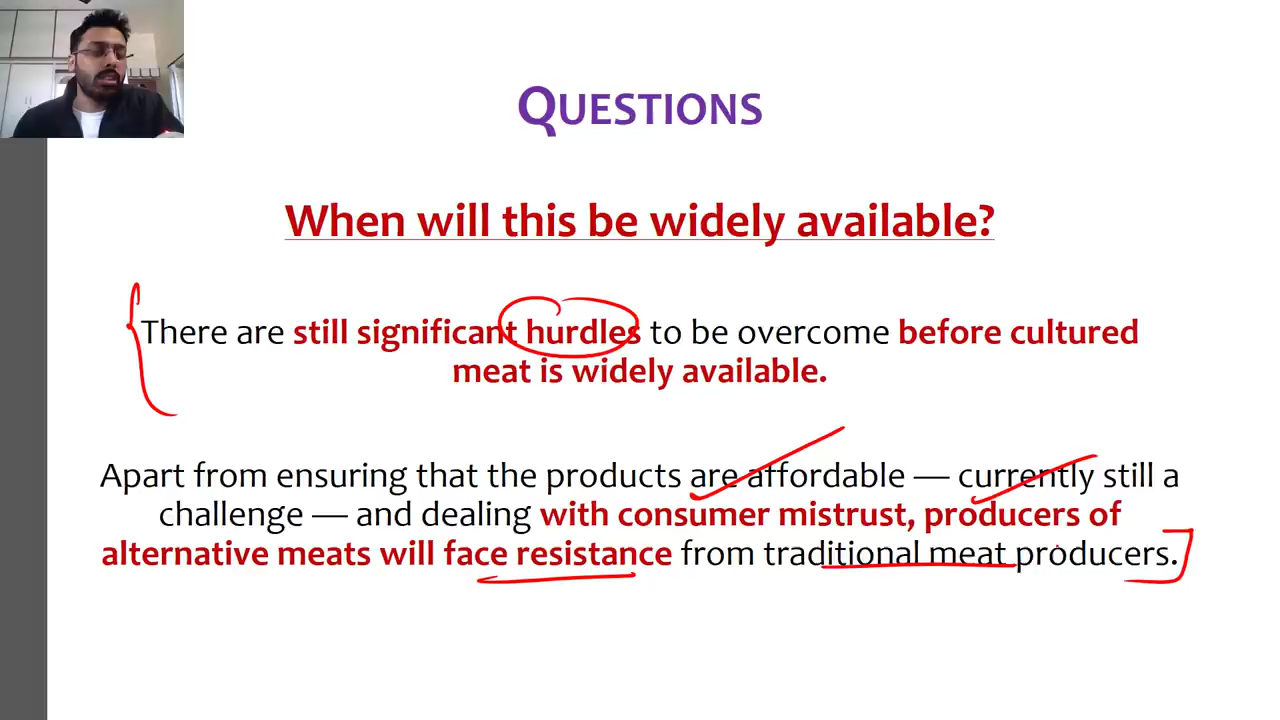 QUESTIONS
When will this be widely available?
There are still significant hurdles to be overcome before cultured
meat is widely available.
Apart from ensuring that the products are affordable — currently still a
challenge — and dealing with consumer mistrust, producers of
alternative meats will face resistance from traditional meat producers.